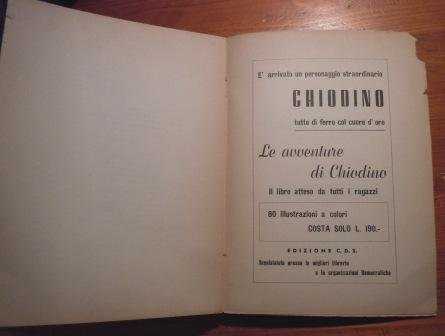 E' arrivato un personaggio straordinario
CHIODINO
tutto di ferro col cuore d'oro
Le avventure
di Chiodino
Il libro atteso da tutti i ragazzi
80 illustrazioni a colori
COSTA SOLO L. 190.-
EDIZIONE C.D.S.
Acquistatelo presso le migliori librerie
e le organizzazioni Democratiche